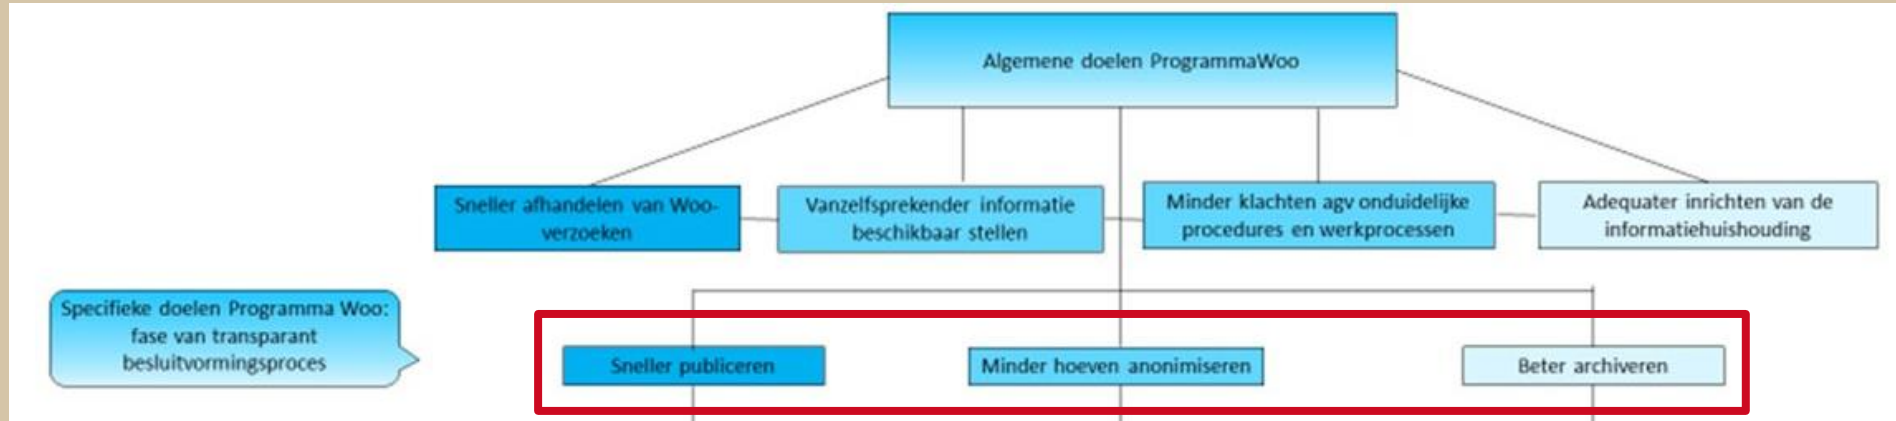 Algemene doelen ProgrammaWoo
Sneller afhandelen van Woo-
verzoeken
Vanzelfsprekender informatie
beschikbaar stellen
Minder klachten agv onduidelijke
procedures en werkprocessen
Adequater inrichten van de
informatiehuishouding
Specifieke doelen Programma Woo:
fase van transparant
besluitvormingsproces
Sneller publiceren
Minder hoeven anonimiseren
Beter archiveren